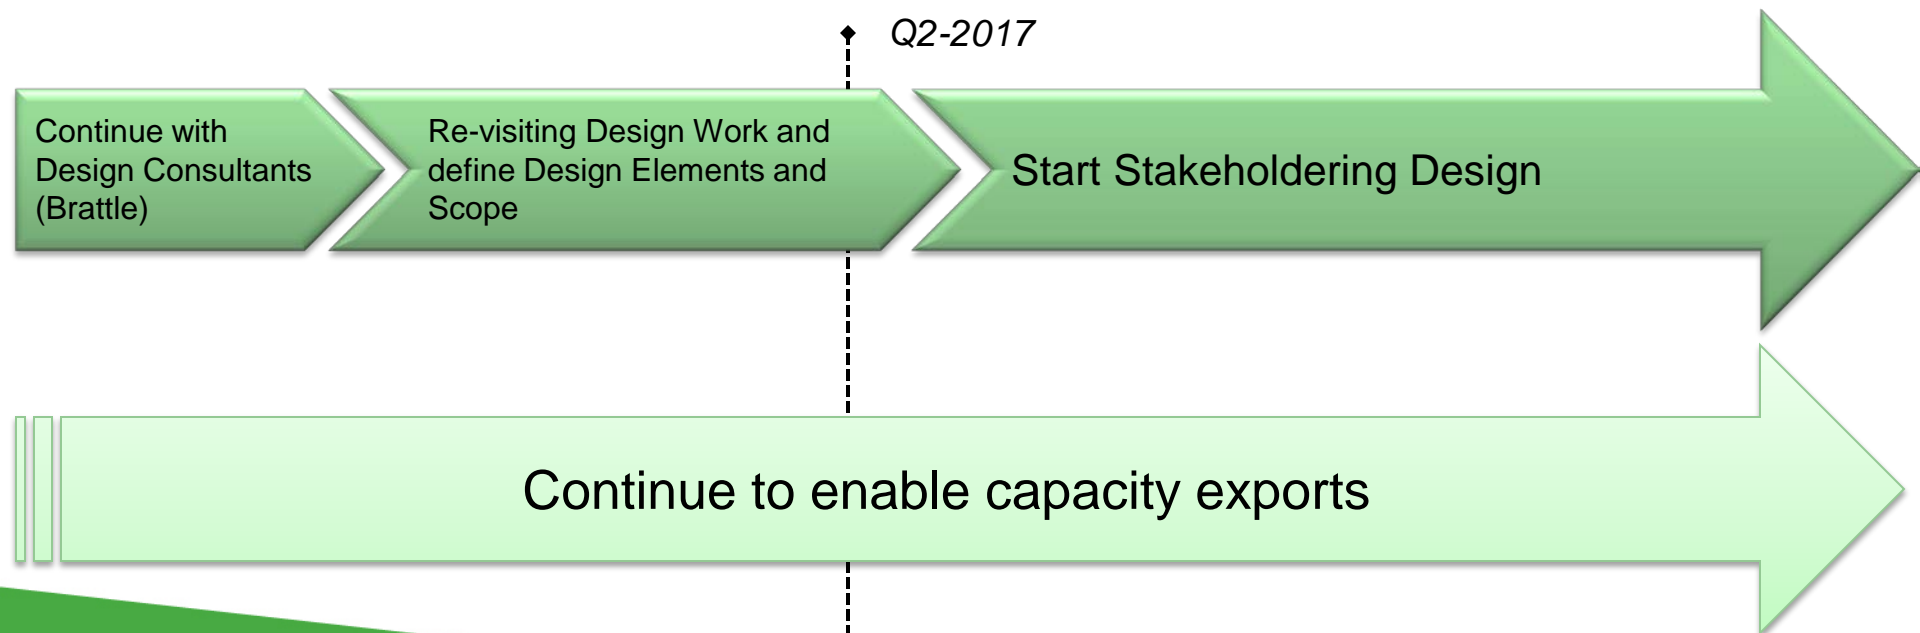 Q2-2017
Continue with
Design Consultants
(Brattle)
Re-visiting Design Work and
define Design Elements and
Scope
Start Stakeholdering Design
Continue to enable capacity exports